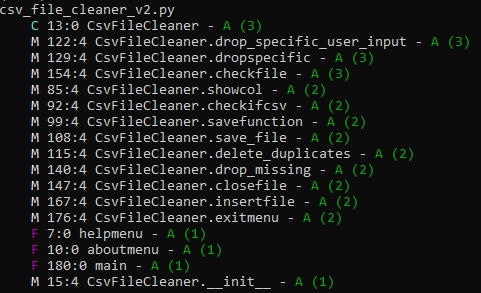 csv_file_cleaner_v2.py
C 13:0 CsvFileCleaner - A (3)
M 122:4 CsvFileCleaner.drop_specific_user_input - A (3)
M 129:4 CsvFileCleaner.dropspecific - A (3)
M 154:4 CsvFileCleaner.checkfile - A (3)
M 85:4 CsvFileCleaner.showcol - A (2)
M 92:4 CsvFileCleaner.checkifcsv - A (2)
M 99:4 CsvFileCleaner.savefunction - A (2)
M 108:4 CsvFileCleaner.save_file - A (2)
M 115:4 CsvFileCleaner.delete_duplicates - A (2)
M 140:4 CsvFileCleaner.drop_missing - A (2)
M 147:4 CsvFileCleaner.closefile - A (2)
M 167:4 CsvFileCleaner.insertfile - A (2)
M 176:4 CsvFileCleaner.exitmenu - A (2)
F 7:0 helpmenu - A (1)
F 10:0 aboutmenu - A (1)
F 180:0 main - A (1)
M 15:4 CsvFileCleaner.__init__ - A (1)